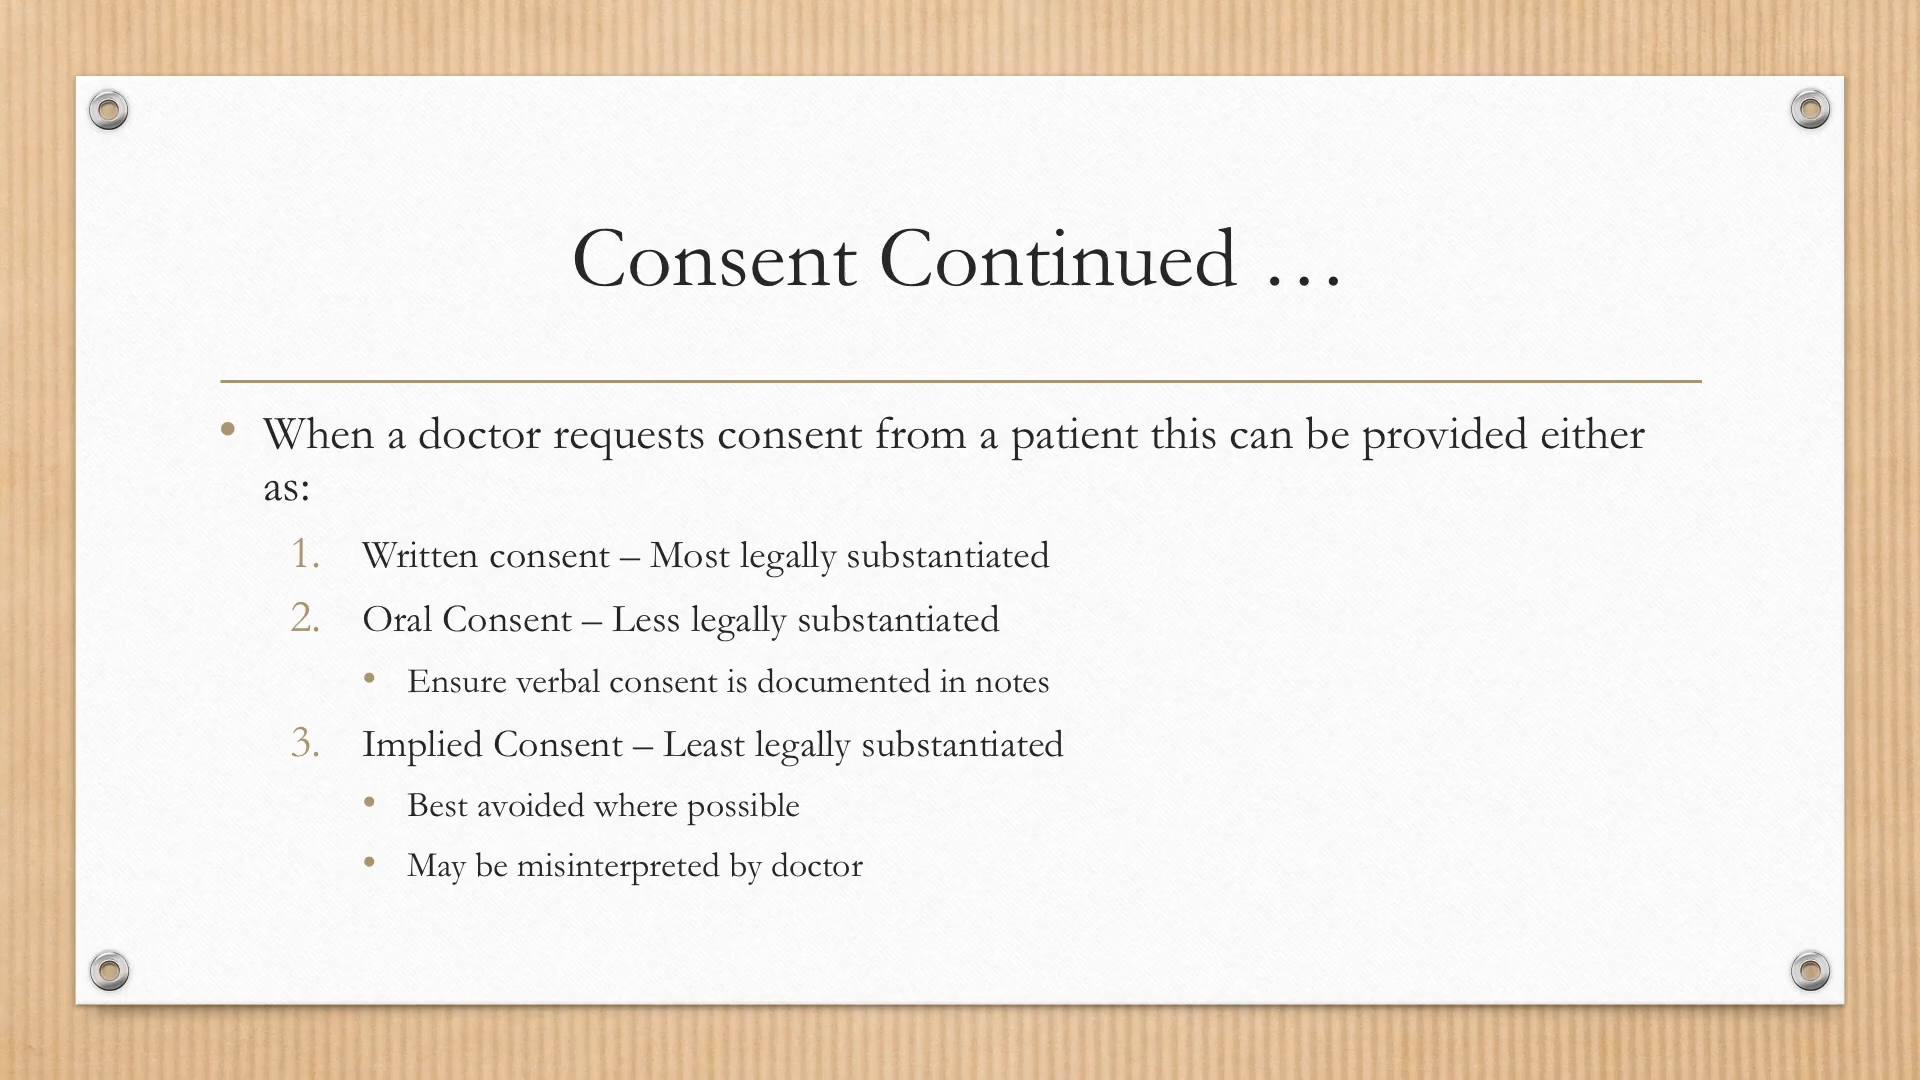 Consent Continued …
• When a doctor requests consent from a patient this can be provided either
as:
1. Written consent – Most legally substantiated
2. Oral Consent – Less legally substantiated
• Ensure verbal consent is documented in notes
3. Implied Consent – Least legally substantiated
• Best avoided where possible
• May be misinterpreted by doctor